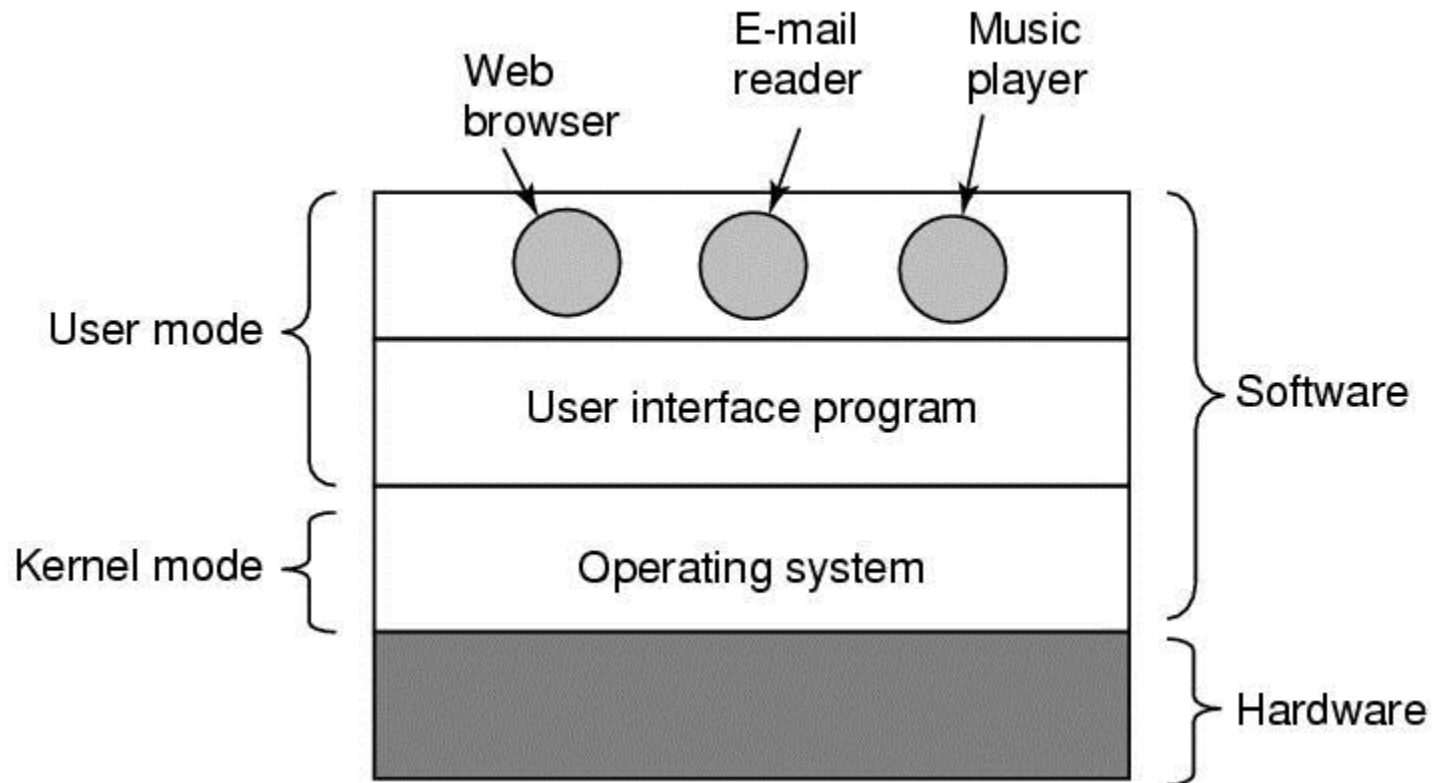 E-mail
reader
Music
player
Web
browser
User mode
User interface program
Software
Kernel mode
Operating system
Hardware